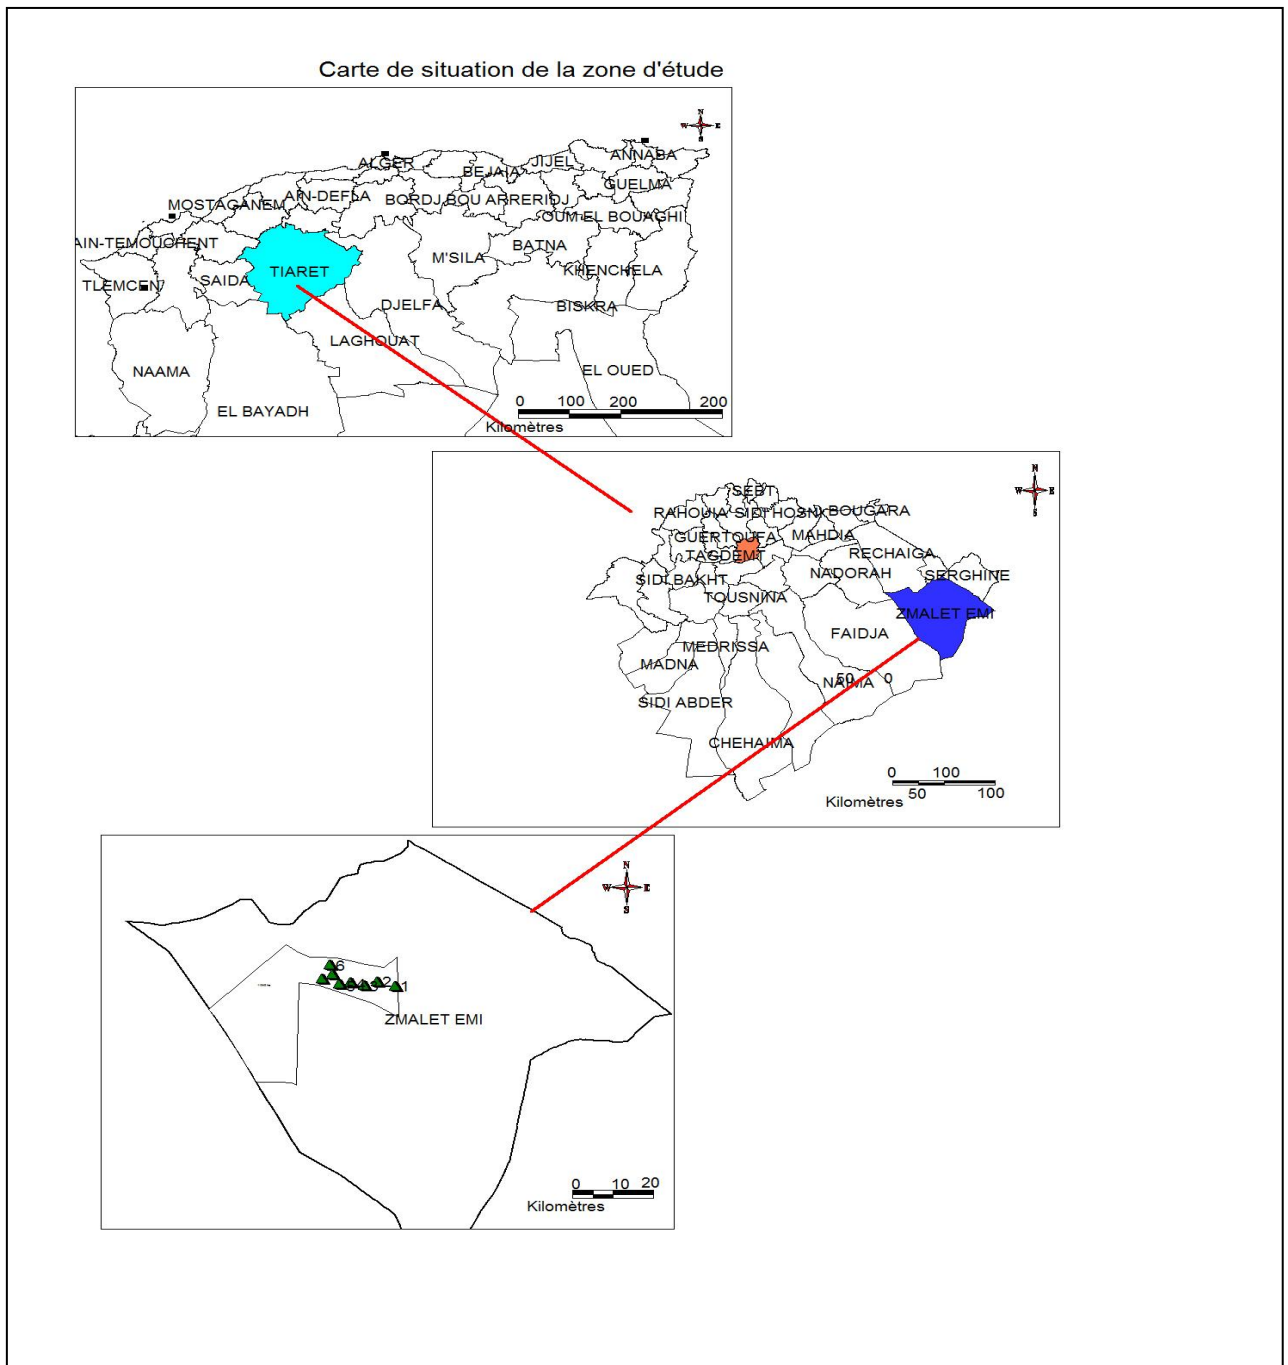 Carte de situation de la zone d'étude
N
W E
S
ALGER
ANNABA
BEJAIA
JIJEL
GUELMA
MOSTAGANEM
AIN-DEFLA
BORDJ BOU ARRERIDJ
OUM EL BOUAGHI
AIN-TEMOUCHENT
M'SILA
BATNA
KHENCHELA
TLEMCEN
SAIDA
TIARET
DJELFA
BISKRA
LAGHOUAT
NAAMA
EL OUED
EL BAYADH
0 100 200 200
Kilomètres
N
W E
S
SEBT
RAHOUIA
SIDI HOSNI
BOUGARA
GUERTOUFA
MAHDIA
TAGDEMT
RECHAIGA
SIDI BAKHT
NADORAH
SERGHINE
TOUSNINA
ZMALET EMI
FAIDJA
MEDRISSA
MADNA
NAIMA
50 0
SIDI ABDER
CHEHAIMA
0 100
50 100
Kilomètres
N
W E
S
6
2
1
3
ZMALET EMI
0 10 20
Kilomètres